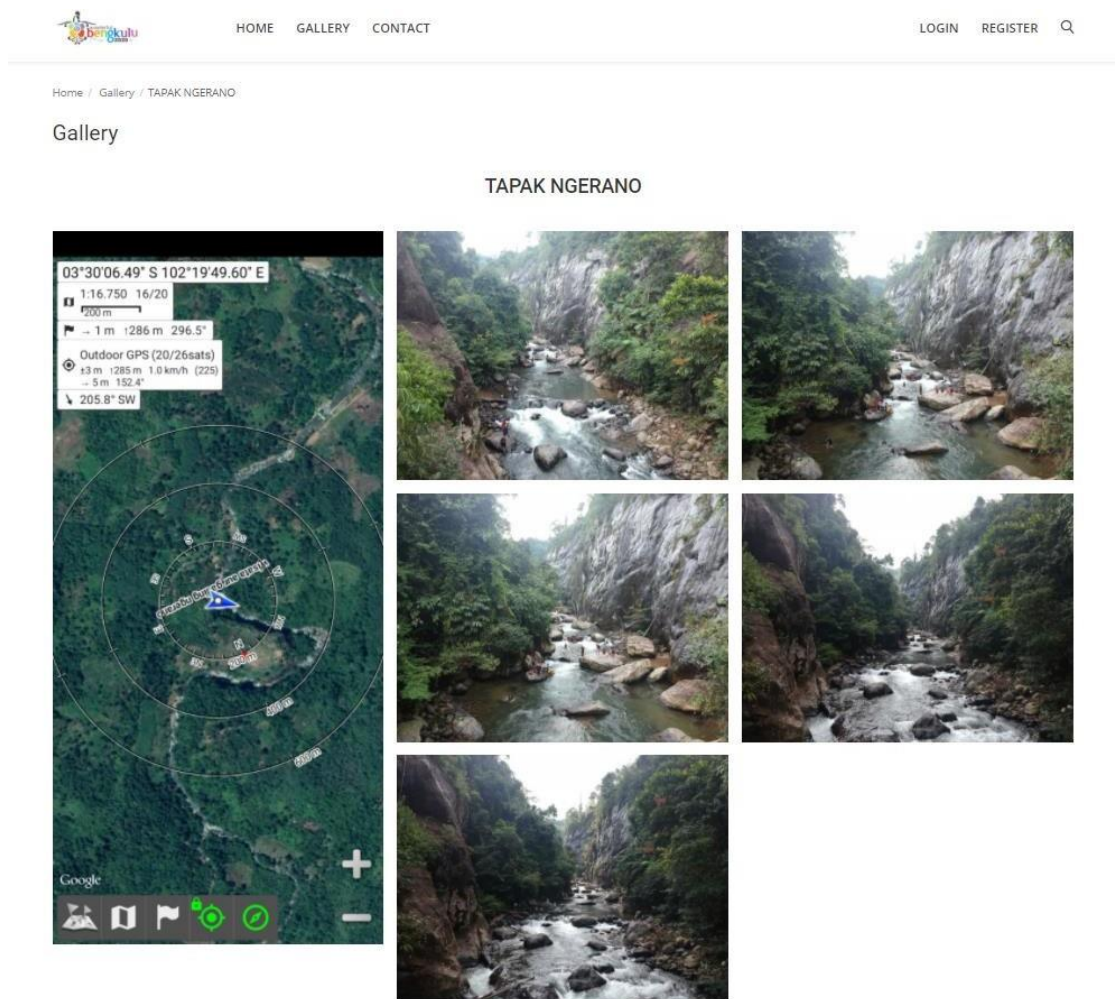 bengkulu
HOME GALLERY CONTACT
LOGIN REGISTER
Home / Gallery / TAPAK NGERANO
Gallery
TAPAK NGERANO
03°30'06.49" S 102°19'49.60" E
1:16.750 16/20
200 m
→ 1 m ↑286 m 296.5°
Outdoor GPS (20/26sats)
±3 m ↑285 m 1.0 km/h (225)
→ 5 m 152.4°
205.8° SW
S
SW
N
200 m
400 m
600 m
Google